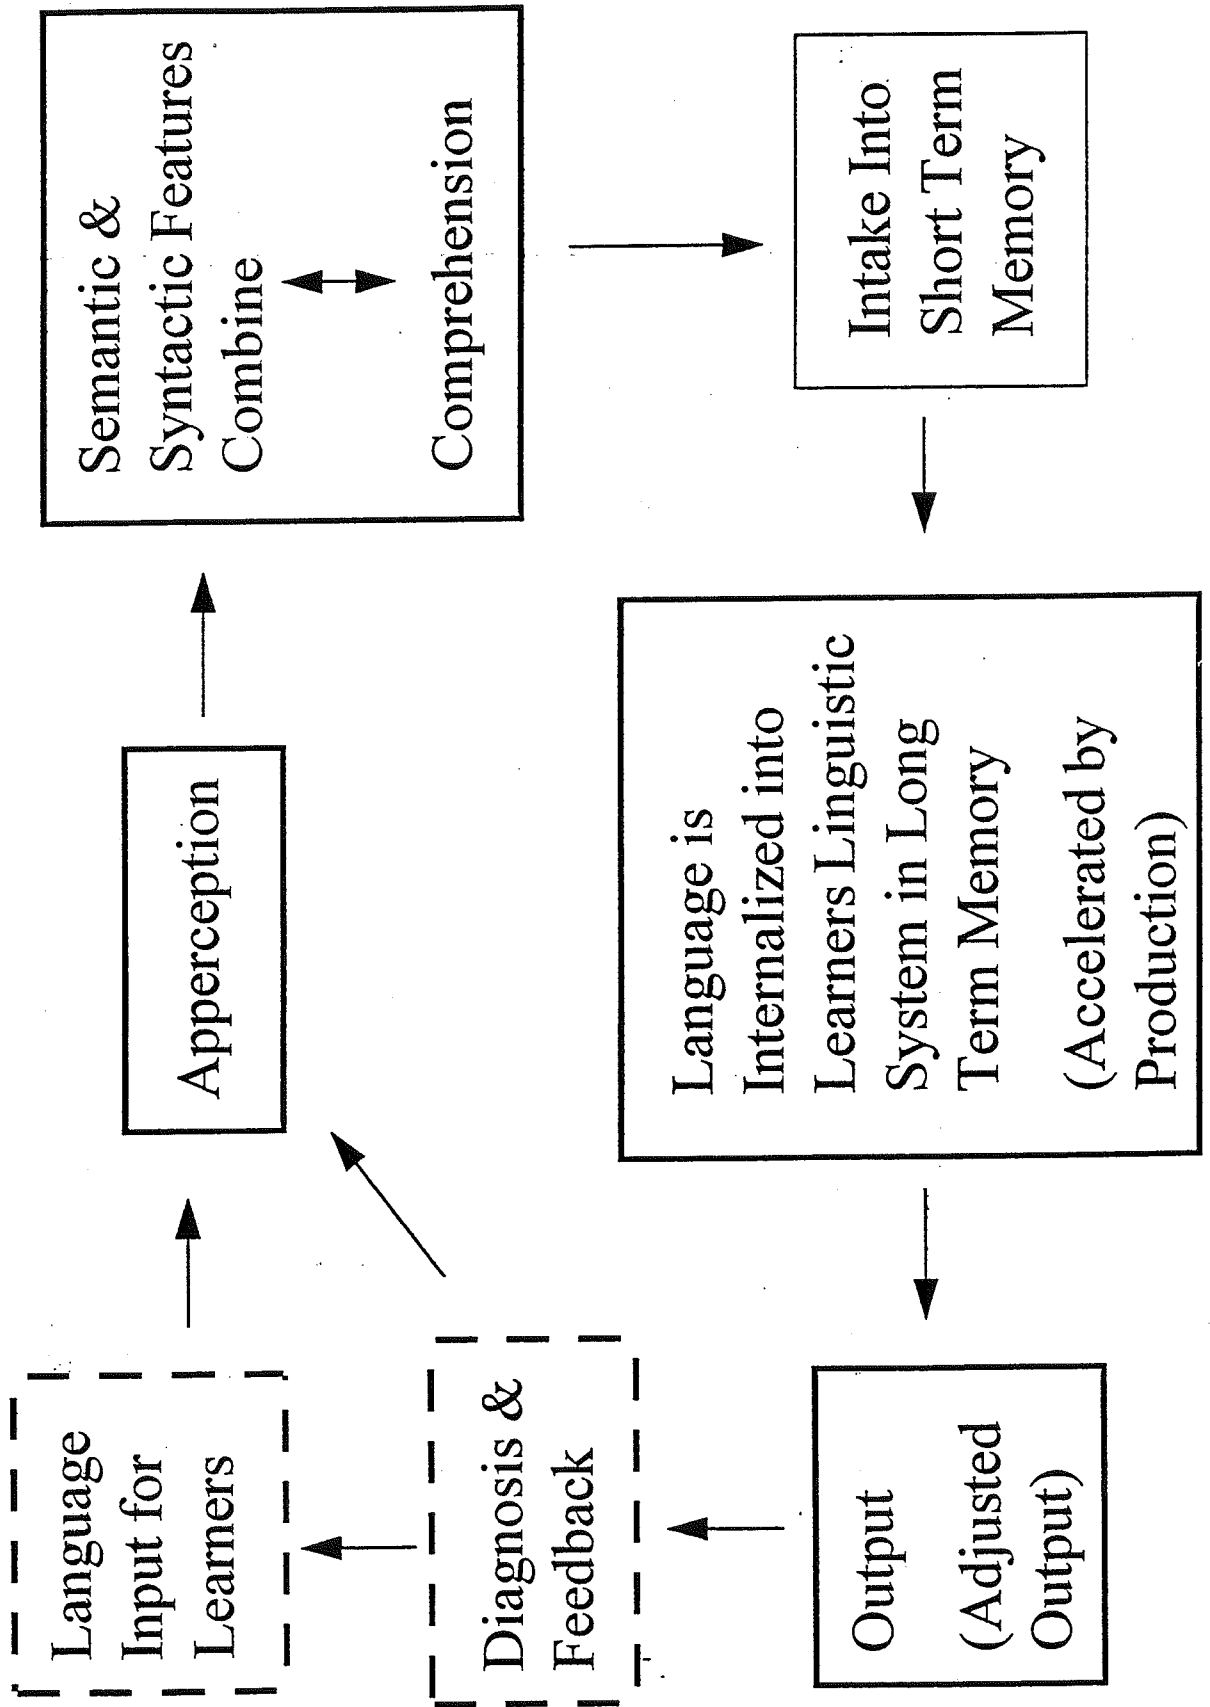 Language
Input for
Learners
Apperception
Semantic &
Syntactic Features
Combine
Comprehension
Diagnosis &
Feedback
Output
(Adjusted
Output)
Language is
Internalized into
Learners Linguistic
System in Long
Term Memory
(Accelerated by
Production)
Intake Into
Short Term
Memory